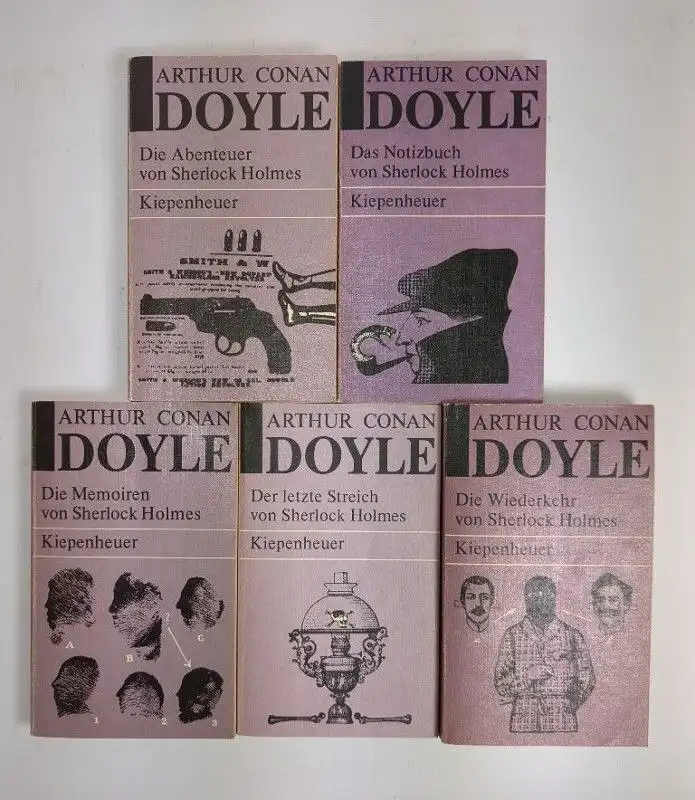 ARTHUR CONAN
DOYLE
Die Abenteuer
von Sherlock Holmes
Kiepenheuer
SMITH & W
ARTHUR CONAN
DOYLE
Das Notizbuch
von Sherlock Holmes
Kiepenheuer
ARTHUR CONAN
DOYLE
Die Memoiren
von Sherlock Holmes
Kiepenheuer
A
B
?
C
1
2
3
ARTHUR CONAN
DOYLE
Der letzte Streich
von Sherlock Holmes
Kiepenheuer
ARTHUR CONAN
DOYLE
Die Wiederkehr
von Sherlock Holmes
Kiepenheuer